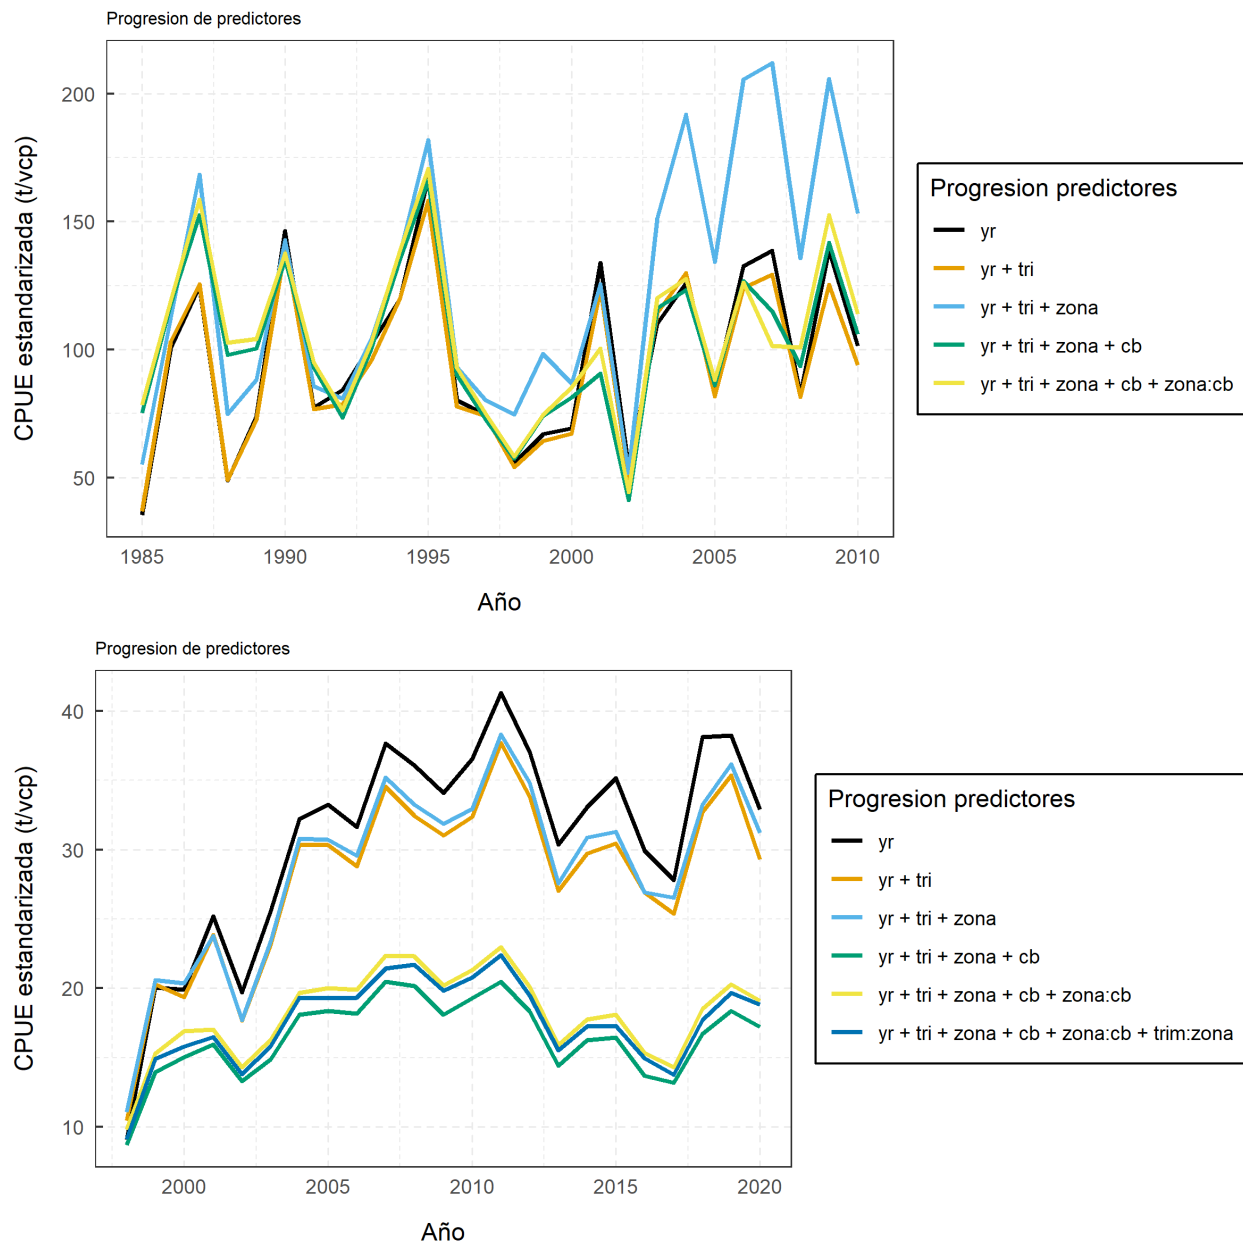 Progresion de predictores
CPUE estandarizada (t/vcp)
200
150
100
50
1985
1990
1995
2000
2005
2010
Año
Progresion predictores
yr
yr + tri
yr + tri + zona
yr + tri + zona + cb
yr + tri + zona + cb + zona:cb
Progresion de predictores
CPUE estandarizada (t/vcp)
40
30
20
10
2000
2005
2010
2015
2020
Año
Progresion predictores
yr
yr + tri
yr + tri + zona
yr + tri + zona + cb
yr + tri + zona + cb + zona:cb
yr + tri + zona + cb + zona:cb + trim:zona